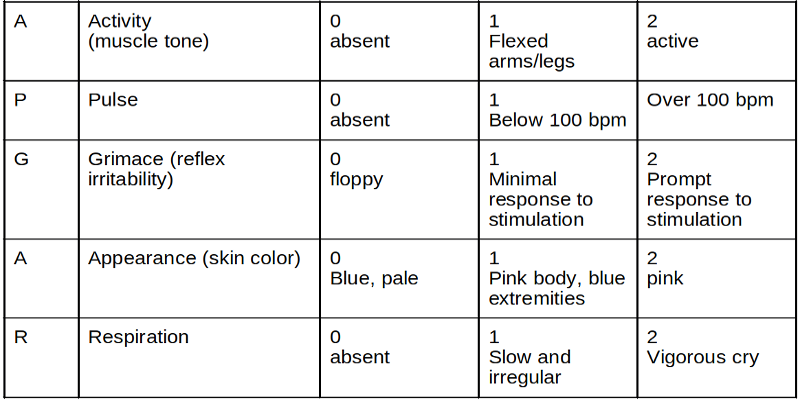 A
Activity
(muscle tone)
0
absent
1
Flexed
arms/legs
2
active
P
Pulse
0
absent
1
Below 100 bpm
Over 100 bpm
G
Grimace (reflex
irritability)
0
floppy
1
Minimal
response to
stimulation
2
Prompt
response to
stimulation
A
Appearance (skin color)
0
Blue, pale
1
Pink body, blue
extremities
2
pink
R
Respiration
0
absent
1
Slow and
irregular
2
Vigorous cry